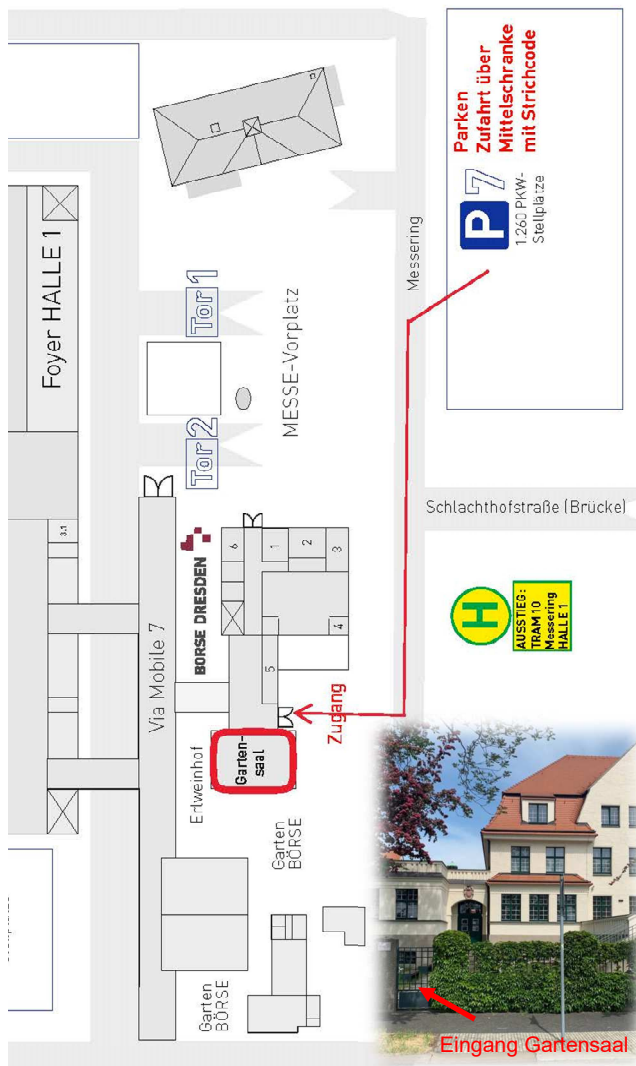 Parken
Zufahrt über
Mittelschranke
mit Strichcode
P 7
1.260 PKW-
Stellplätze
Messering
Foyer HALLE 1
Tor 1
MESSE-Vorplatz
Tor 2
Schlachthofstraße (Brücke)
3.1
Via Mobile 7
BÖRSE DRESDEN
6
1
2
3
4
5
H
AUSSTIEG:
TRAM 10
Messering
HALLE 1
Zugang
Erlweinhof
Garten-
saal
Garten
BÖRSE
Garten
BÖRSE
Eingang Gartensaal